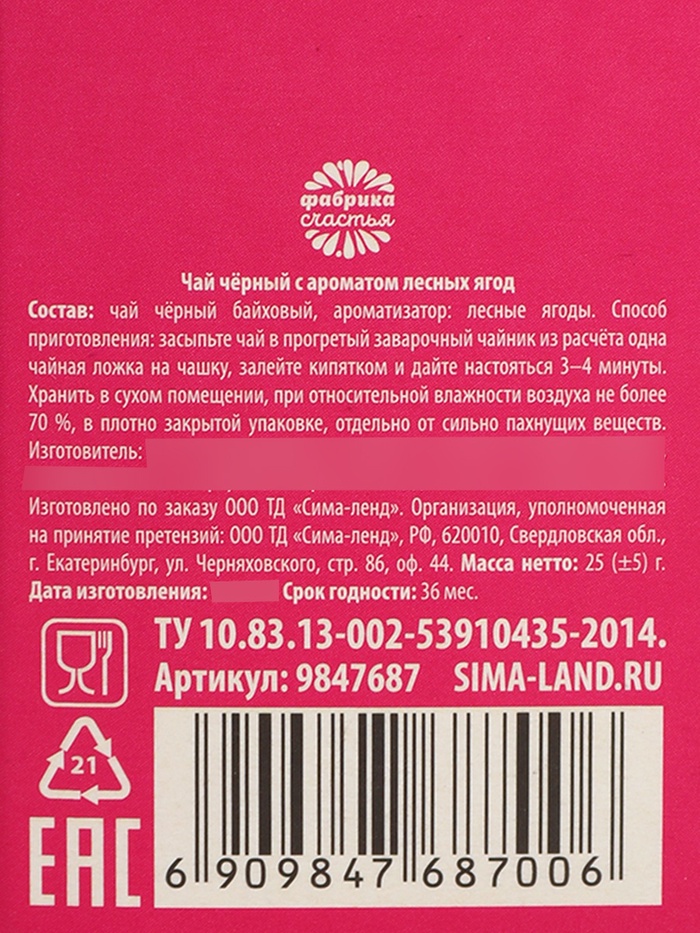 фабрика
счастья
Чай чёрный с ароматом лесных ягод
Состав: чай чёрный байховый, ароматизатор: лесные ягоды. Способ
приготовления: засыпьте чай в прогретый заварочный чайник из расчёта одна
чайная ложка на чашку, залейте кипятком и дайте настояться 3–4 минуты.
Хранить в сухом помещении, при относительной влажности воздуха не более
70 %, в плотно закрытой упаковке, отдельно от сильно пахнущих веществ.
Изготовитель:
Изготовлено по заказу ООО ТД «Сима-ленд». Организация, уполномоченная
на принятие претензий: ООО ТД «Сима-ленд», РФ, 620010, Свердловская обл.,
г. Екатеринбург, ул. Черняховского, стр. 86, оф. 44. Масса нетто: 25 (±5) г.
Дата изготовления: Срок годности: 36 мес.
ТУ 10.83.13-002-53910435-2014.
Артикул: 9847687 SIMA-LAND.RU
21
EAC
6 909847 687006